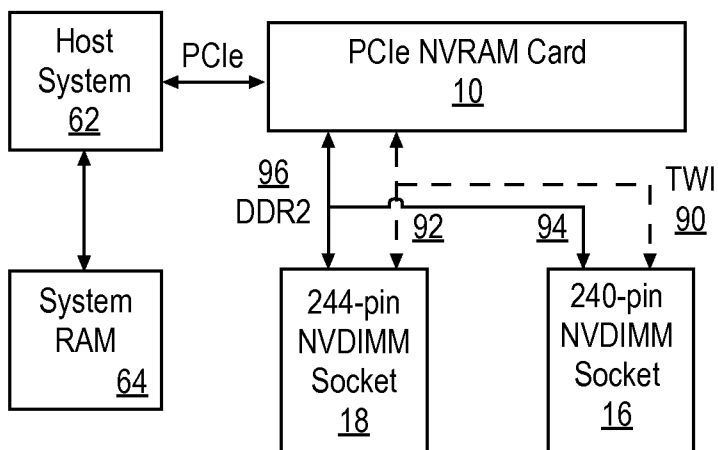 Host
System
62
PCIe
PCIe NVRAM Card
10
96
DDR2
92
94
TWI
90
System
RAM
64
244-pin
NVDIMM
Socket
18
240-pin
NVDIMM
Socket
16